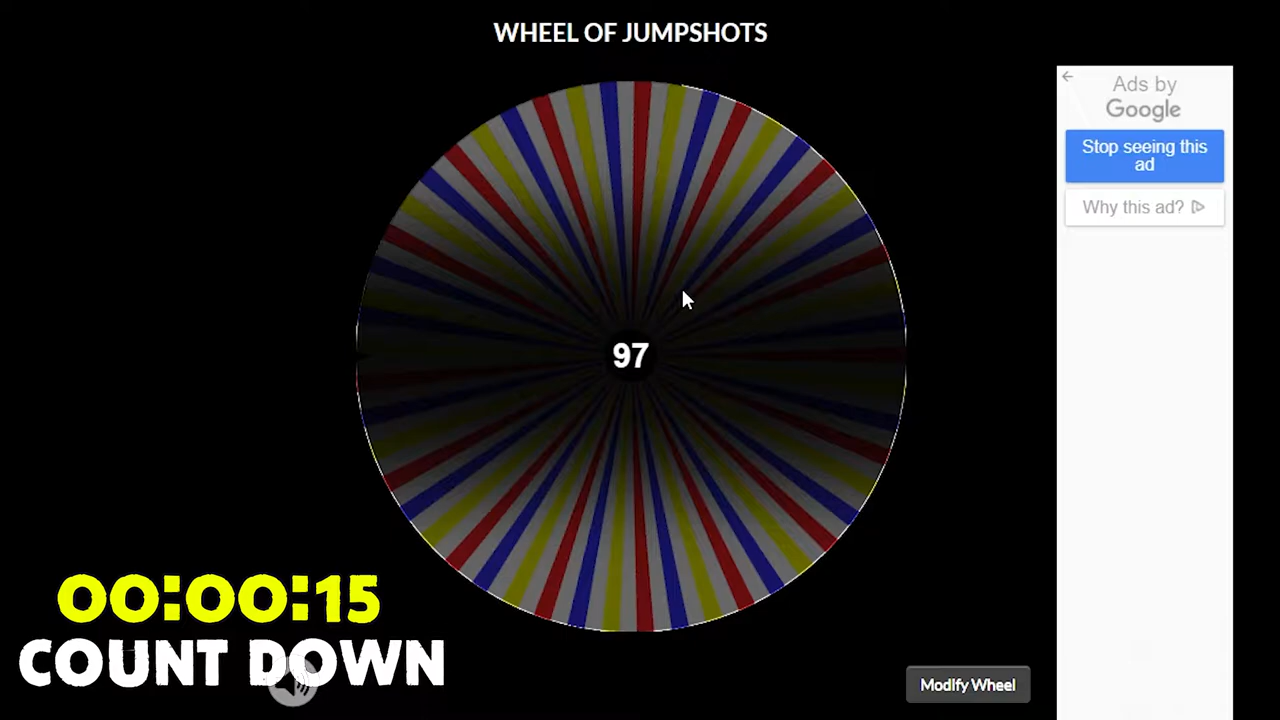 WHEEL OF JUMPSHOTS
Ads by
Google
Stop seeing this
ad
Why this ad?
97
00:00:15
COUNT DOWN
Modify Wheel